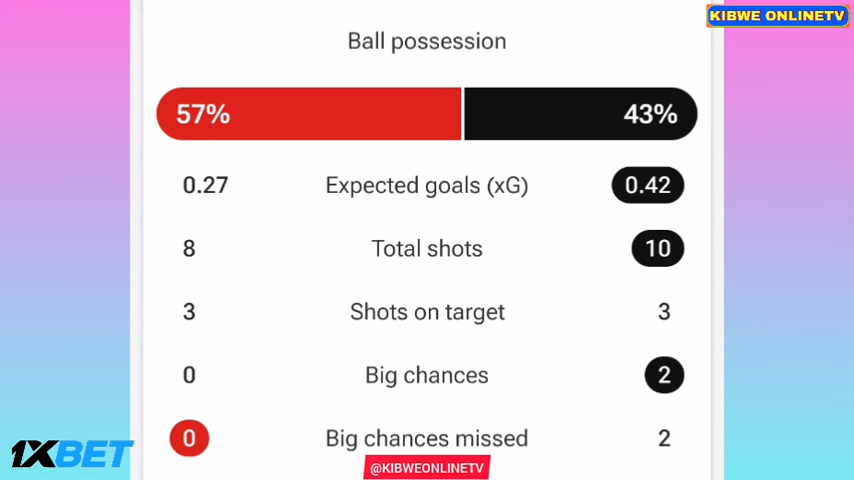 KIBWE ONLINETV
Ball possession
57% 43%
0.27 Expected goals (xG) 0.42
8 Total shots 10
3 Shots on target 3
0 Big chances 2
0 Big chances missed 2
1XBET
@KIBWEONLINETV